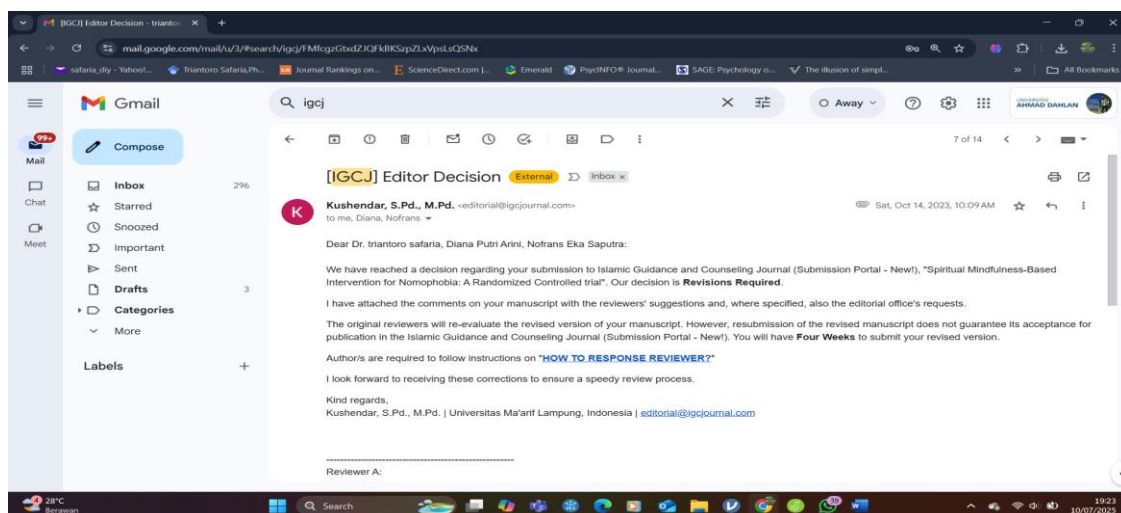 [IGCJ] Editor Decision - trianto
mail.google.com/mail/u/3/#search/igcj/FMfcgzGtxdZJQFkBKSzpZLxVpsLsQSNx
safaria_diy - Yahoo!... Triantoro Safaria,Ph... Journal Rankings on... ScienceDirect.com |... Emerald PsycINFO® Journal... SAGE: Psychology o... The illusion of simpl... » All Bookmarks
Gmail
igcj
Away
UNIVERSITAS
AHMAD DAHLAN
99+
Mail
Chat
Meet
Compose
Inbox 296
Starred
Snoozed
Important
Sent
Drafts 3
Categories
More
Labels +
7 of 14
[IGCJ] Editor Decision External Inbox x
K
Kushendar, S.Pd., M.Pd. <editorial@igcjournal.com> Sat, Oct 14, 2023, 10:09 AM
to me, Diana, Nofrans
Dear Dr. triantoro safaria, Diana Putri Arini, Nofrans Eka Saputra:
We have reached a decision regarding your submission to Islamic Guidance and Counseling Journal (Submission Portal - New!), "Spiritual Mindfulness-Based
Intervention for Nomophobia: A Randomized Controlled trial". Our decision is Revisions Required.
I have attached the comments on your manuscript with the reviewers' suggestions and, where specified, also the editorial office's requests.
The original reviewers will re-evaluate the revised version of your manuscript. However, resubmission of the revised manuscript does not guarantee its acceptance for
publication in the Islamic Guidance and Counseling Journal (Submission Portal - New!). You will have Four Weeks to submit your revised version.
Author/s are required to follow instructions on "HOW TO RESPONSE REVIEWER?"
I look forward to receiving these corrections to ensure a speedy review process.
Kind regards,
Kushendar, S.Pd., M.Pd. | Universitas Ma'arif Lampung, Indonesia | editorial@igcjournal.com
------------------------------------------------------
Reviewer A:
4
28°C
Berawan
Search
39
19:23
10/07/2025